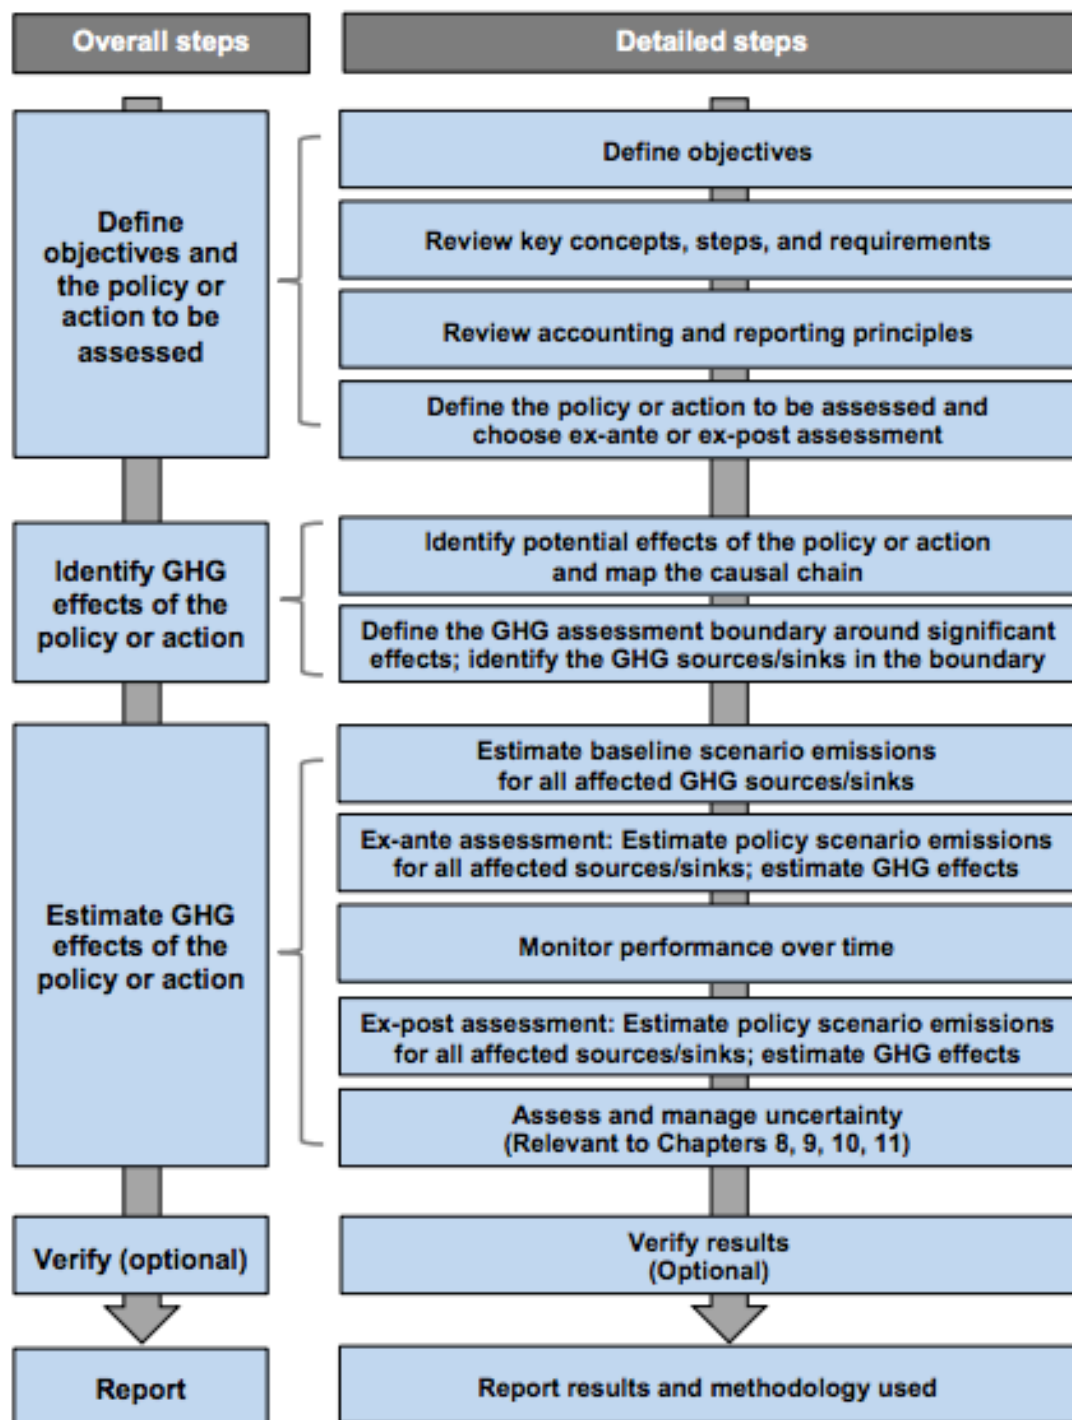 Overall steps
Detailed steps
Define
objectives and
the policy or
action to be
assessed
Define objectives
Review key concepts, steps, and requirements
Review accounting and reporting principles
Define the policy or action to be assessed and
choose ex-ante or ex-post assessment
Identify GHG
effects of the
policy or action
Identify potential effects of the policy or action
and map the causal chain
Define the GHG assessment boundary around significant
effects; identify the GHG sources/sinks in the boundary
Estimate GHG
effects of the
policy or action
Estimate baseline scenario emissions
for all affected GHG sources/sinks
Ex-ante assessment: Estimate policy scenario emissions
for all affected sources/sinks; estimate GHG effects
Monitor performance over time
Ex-post assessment: Estimate policy scenario emissions
for all affected sources/sinks; estimate GHG effects
Assess and manage uncertainty
(Relevant to Chapters 8, 9, 10, 11)
Verify (optional)
Verify results
(Optional)
Report
Report results and methodology used